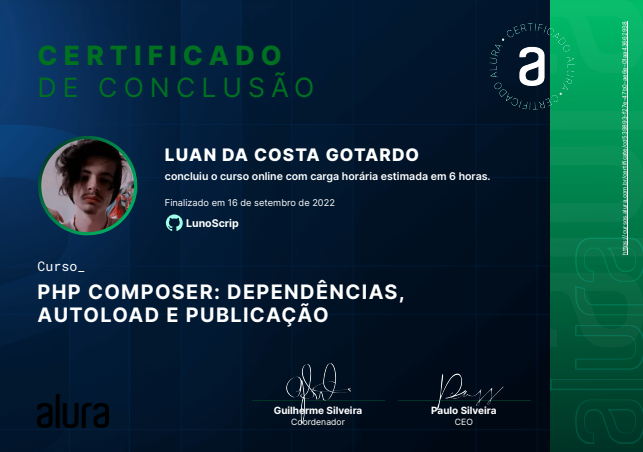 CERTIFICADO
DE CONCLUSÃO
CERTIFICADO ALURA • CERTIFICADO ALURA •
a
LUAN DA COSTA GOTARDO
concluiu o curso online com carga horária estimada em 6 horas.
Finalizado em 16 de setembro de 2022
LunoScrip
Curso_
PHP COMPOSER: DEPENDÊNCIAS,
AUTOLOAD E PUBLICAÇÃO
alura
Guilherme Silveira
Coordenador
Paulo Silveira
CEO
alura